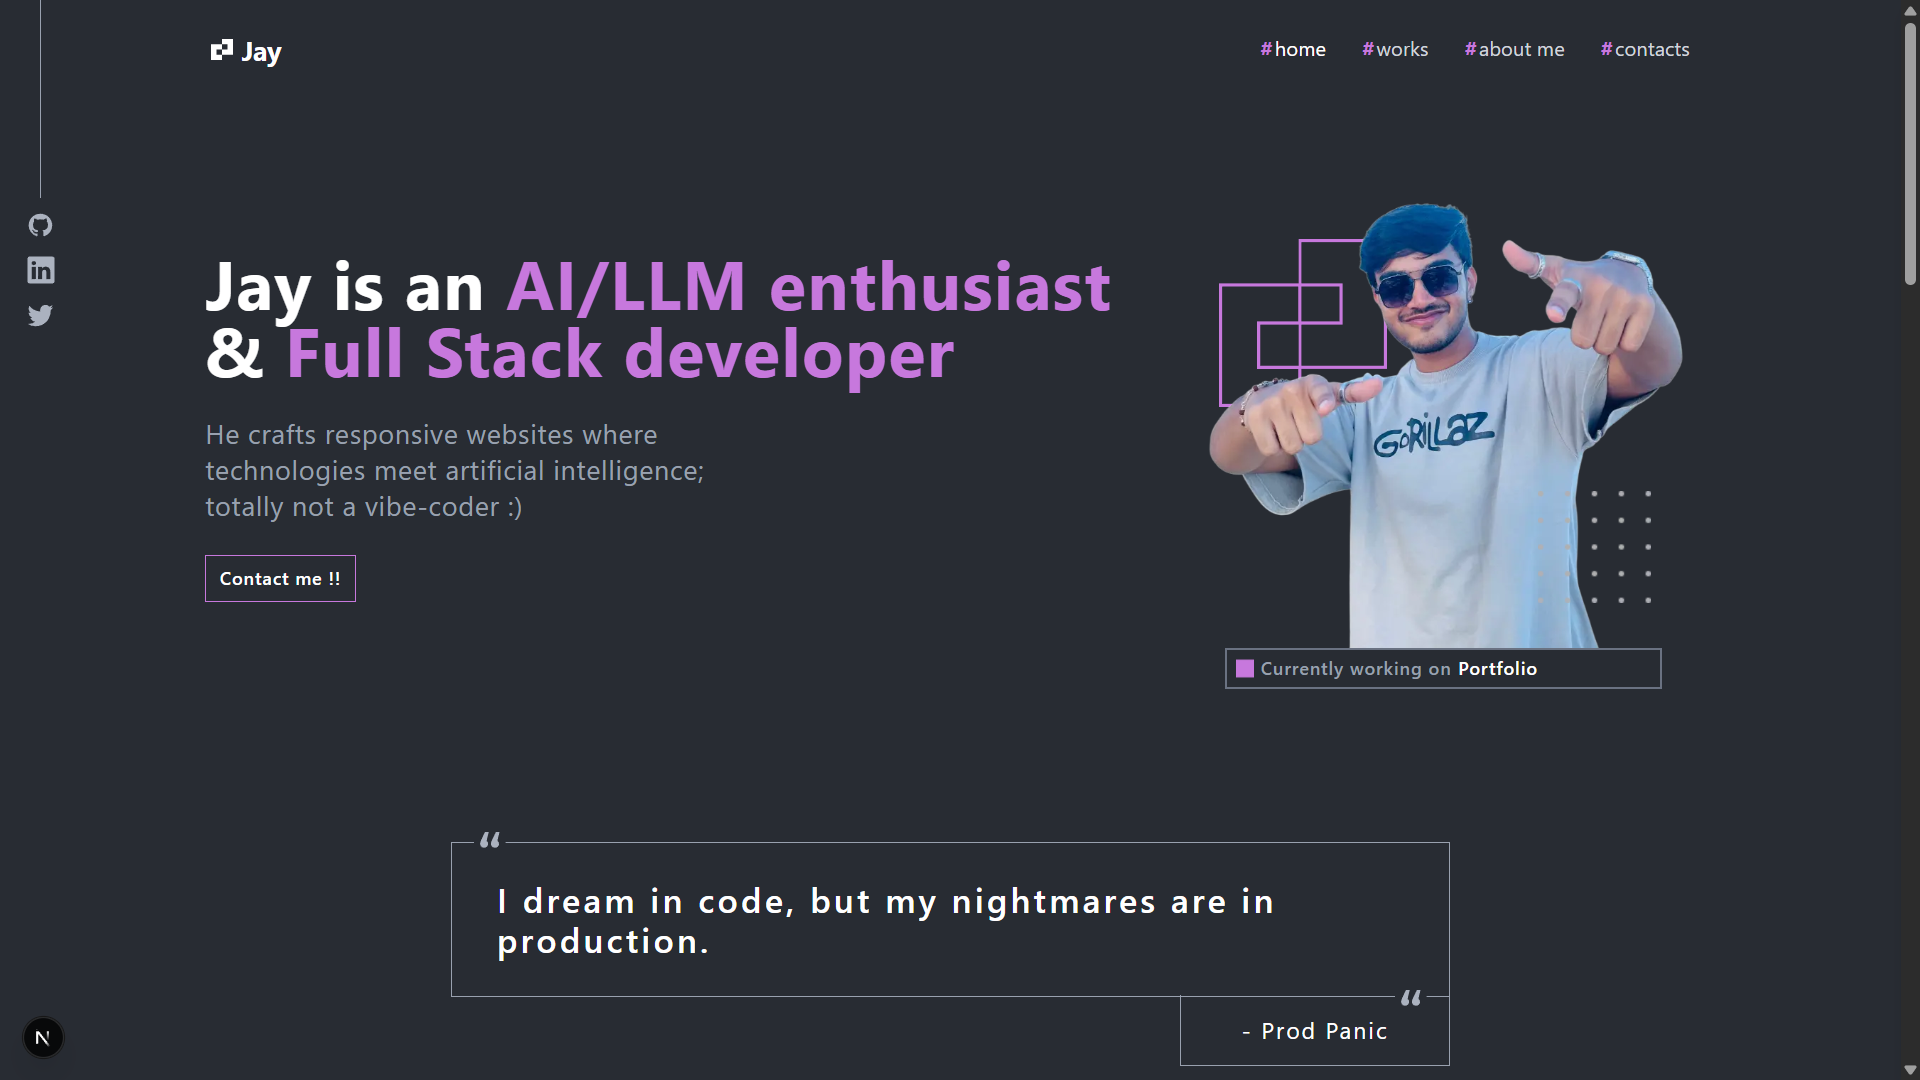 Jay
#home #works #about me #contacts
in
Jay is an AI/LLM enthusiast
& Full Stack developer
He crafts responsive websites where
technologies meet artificial intelligence;
totally not a vibe-coder :)
Contact me !!
GORILLAZ
Currently working on Portfolio
“
I dream in code, but my nightmares are in
production.
“
- Prod Panic
N